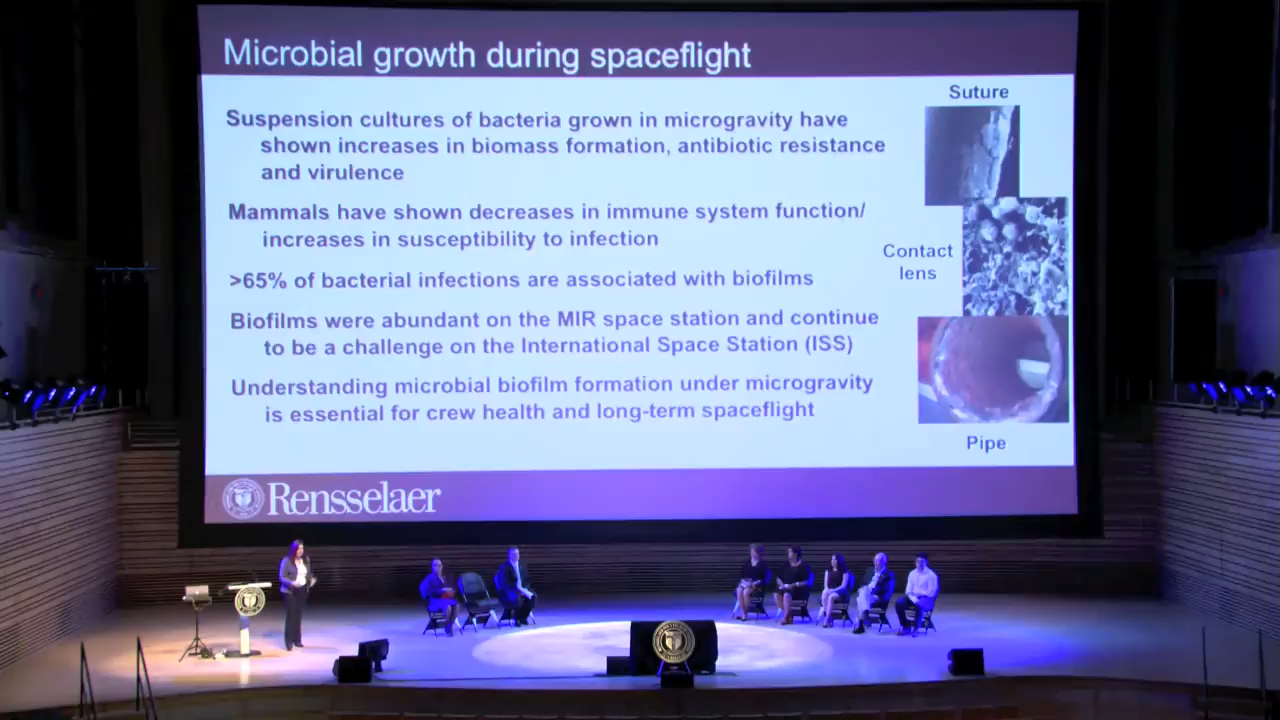 Microbial growth during spaceflight
Suture
Suspension cultures of bacteria grown in microgravity have
shown increases in biomass formation, antibiotic resistance
and virulence
Mammals have shown decreases in immune system function/
increases in susceptibility to infection
Contact
lens
>65% of bacterial infections are associated with biofilms
Biofilms were abundant on the MIR space station and continue
to be a challenge on the International Space Station (ISS)
Understanding microbial biofilm formation under microgravity
is essential for crew health and long-term spaceflight
Pipe
Rensselaer